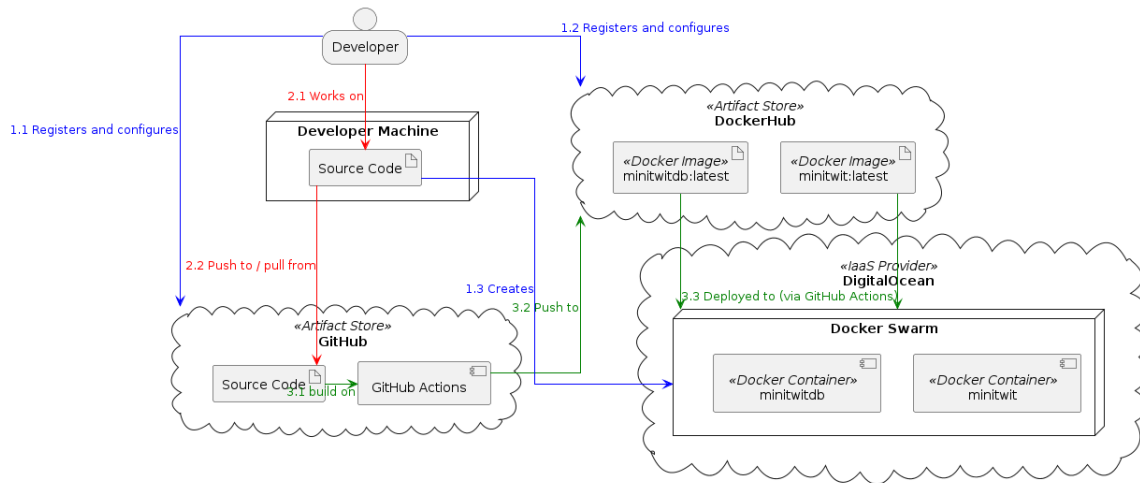 1.2 Registers and configures
Developer
2.1 Works on
«Artifact Store»
DockerHub
1.1 Registers and configures
Developer Machine
Source Code
«Docker Image»
minitwitdb:latest
«Docker Image»
minitwit:latest
2.2 Push to / pull from
«IaaS Provider»
DigitalOcean
1.3 Creates
3.3 Deployed to (via GitHub Actions)
3.2 Push to
«Artifact Store»
GitHub
Docker Swarm
Source Code
3.1 build on
GitHub Actions
«Docker Container»
minitwitdb
«Docker Container»
minitwit